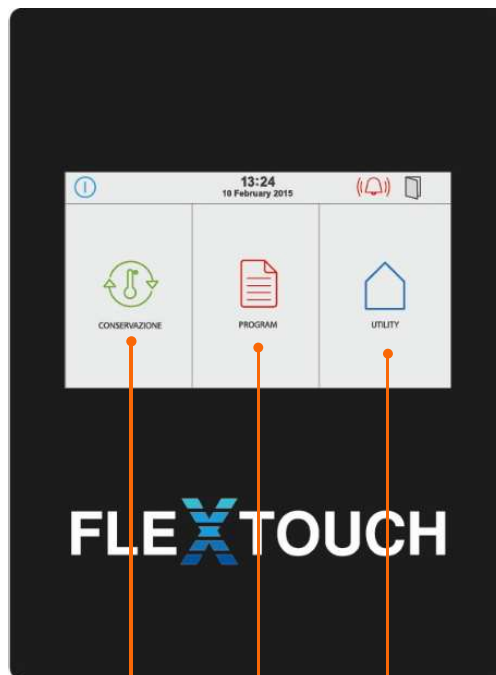 13:24
10 February 2015
CONSERVAZIONE
PROGRAM
UTILITY
FLEXTOUCH